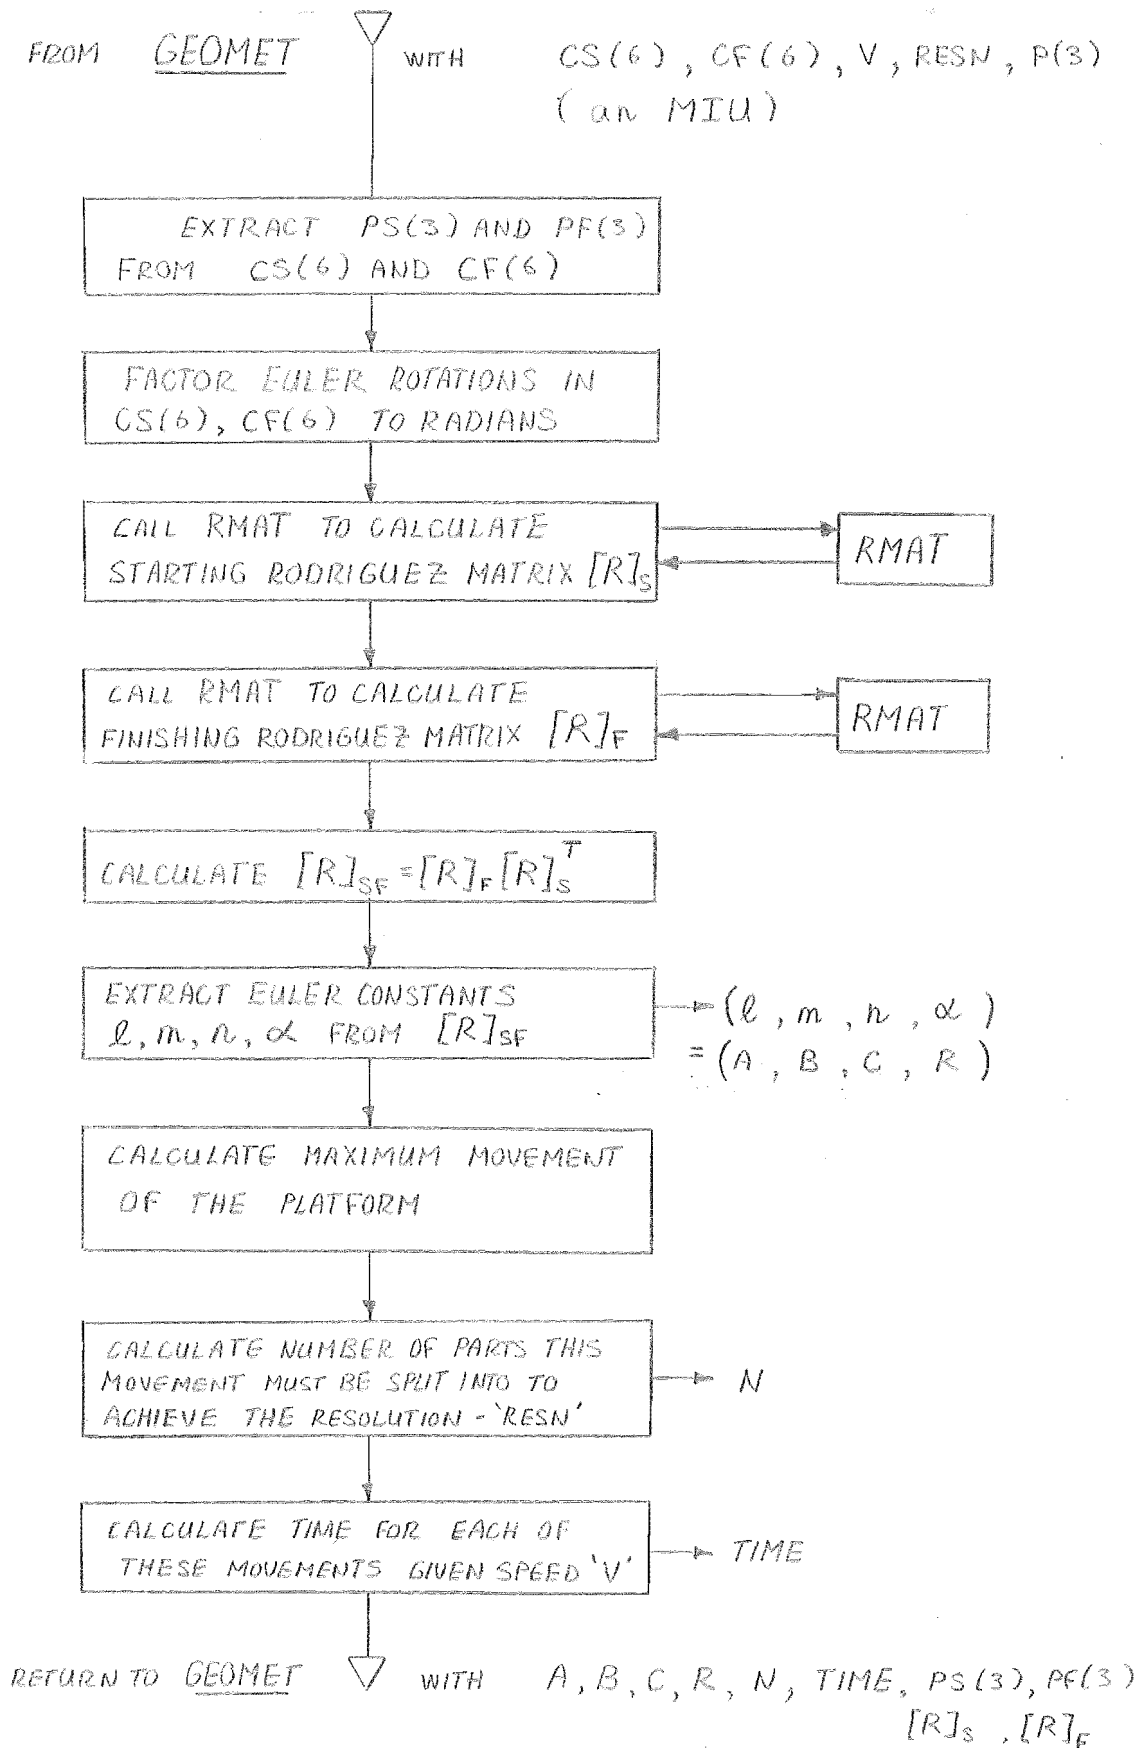 FROM GEOMET WITH CS(6), CF(6), V, RESN, P(3)
(an MIU)
EXTRACT PS(3) AND PF(3)
FROM CS(6) AND CF(6)
FACTOR EULER ROTATIONS IN
CS(6), CF(6) TO RADIANS
CALL RMAT TO CALCULATE
STARTING RODRIGUEZ MATRIX [R]S
RMAT
CALL RMAT TO CALCULATE
FINISHING RODRIGUEZ MATRIX [R]F
RMAT
CALCULATE [R]SF = [R]F [R]S^T
EXTRACT EULER CONSTANTS
l, m, n, α FROM [R]SF
(l, m, n, α)
= (A, B, C, R)
CALCULATE MAXIMUM MOVEMENT
OF THE PLATFORM
CALCULATE NUMBER OF PARTS THIS
MOVEMENT MUST BE SPLIT INTO TO
ACHIEVE THE RESOLUTION - 'RESN'
N
CALCULATE TIME FOR EACH OF
THESE MOVEMENTS GIVEN SPEED 'V'
TIME
RETURN TO GEOMET WITH A, B, C, R, N, TIME, PS(3), PF(3)
[R]S, [R]F